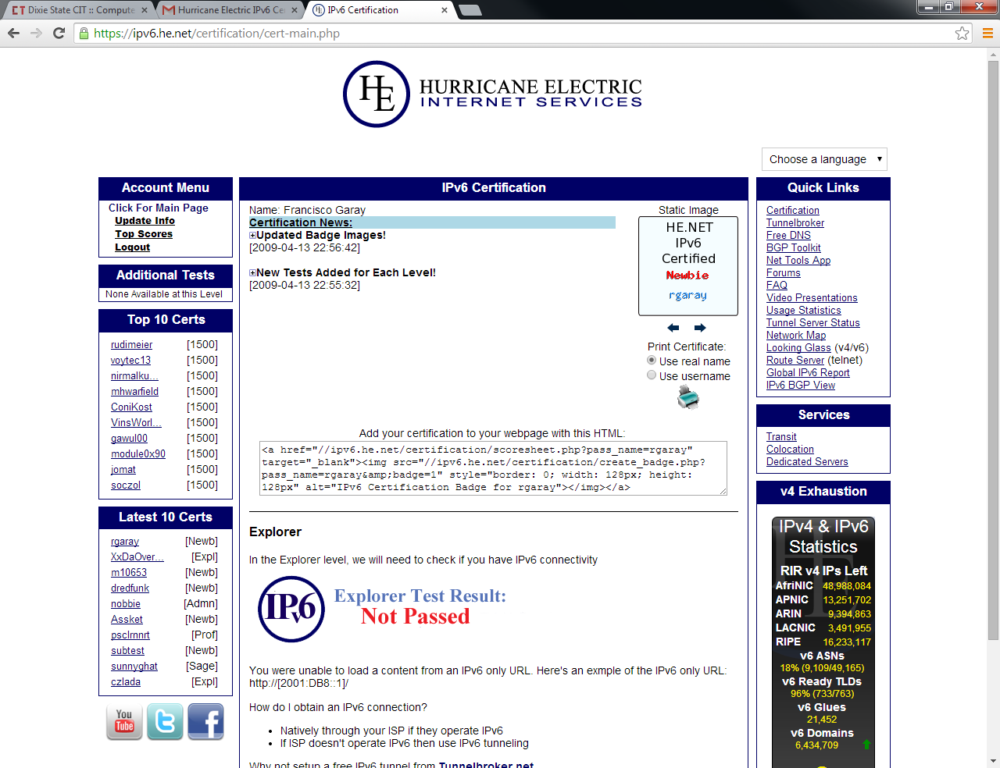 CT Dixie State CIT :: Compute
Hurricane Electric IPv6 Ce
IPv6 Certification
https://ipv6.he.net/certification/cert-main.php
HE
HURRICANE ELECTRIC
INTERNET SERVICES
Choose a language
Account Menu
Click For Main Page
Update Info
Top Scores
Logout
Additional Tests
None Available at this Level
Top 10 Certs
rudimeier [1500]
voytec13 [1500]
nirmalku... [1500]
mhwarfield [1500]
ConiKost [1500]
VinsWorl... [1500]
gawul00 [1500]
module0x90 [1500]
jomat [1500]
soczol [1500]
Latest 10 Certs
rgaray [Newb]
XxDaOver... [Expl]
m10653 [Newb]
dredfunk [Newb]
nobbie [Admn]
Assket [Newb]
psclrnnrt [Prof]
subtest [Newb]
sunnyghat [Sage]
czlada [Expl]
You
Tube
IPv6 Certification
Name: Francisco Garay
Certification News:
Updated Badge Images!
[2009-04-13 22:56:42]
New Tests Added for Each Level!
[2009-04-13 22:55:32]
Static Image
HE.NET
IPv6
Certified
Newbie
rgaray
Print Certificate:
Use real name
Use username
Add your certification to your webpage with this HTML:
<a href="//ipv6.he.net/certification/scoresheet.php?pass_name=rgaray"
target="_blank"><img src="//ipv6.he.net/certification/create_badge.php?
pass_name=rgaray&amp;badge=1" style="border: 0; width: 128px; height:
128px" alt="IPv6 Certification Badge for rgaray"></img></a>
Explorer
In the Explorer level, we will need to check if you have IPv6 connectivity
IPv6
Explorer Test Result:
Not Passed
You were unable to load a content from an IPv6 only URL. Here's an exmple of the IPv6 only URL:
http://[2001:DB8::1]/
How do I obtain an IPv6 connection?
Natively through your ISP if they operate IPv6
If ISP doesn't operate IPv6 then use IPv6 tunneling
Why not setup a free IPv6 tunnel from Tunnelbroker.net
Quick Links
Certification
Tunnelbroker
Free DNS
BGP Toolkit
Net Tools App
Forums
FAQ
Video Presentations
Usage Statistics
Tunnel Server Status
Network Map
Looking Glass (v4/v6)
Route Server (telnet)
Global IPv6 Report
IPv6 BGP View
Services
Transit
Colocation
Dedicated Servers
v4 Exhaustion
IPv4 & IPv6
Statistics
RIR v4 IPs Left
AfriNIC 48,988,084
APNIC 13,251,702
ARIN 9,394,863
LACNIC 3,491,955
RIPE 16,233,117
v6 ASNs
18% (9,109/49,165)
v6 Ready TLDs
96% (733/763)
v6 Glues
21,452
v6 Domains
6,434,709